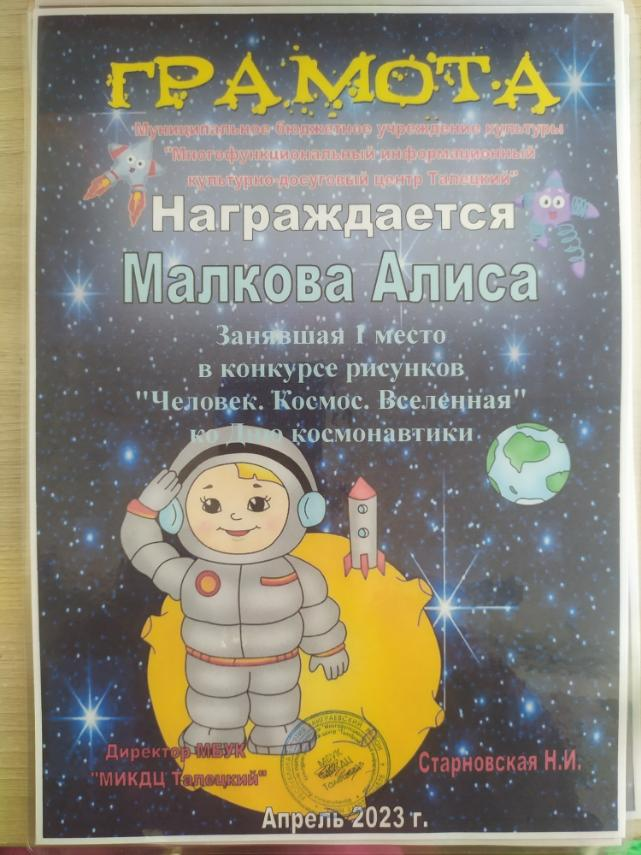 ГРАМОТА
Муниципальное бюджетное учреждение культуры
"Многофункциональный информационный
культурно-досуговый центр Талецкий"
Награждается
Малкова Алиса
Занявшая 1 место
в конкурсе рисунков
"Человек. Космос. Вселенная"
ко Дню космонавтики
Директор МБУК
"МИКДЦ Талецкий"
МБУК
Старновская Н.И.
Апрель 2023 г.